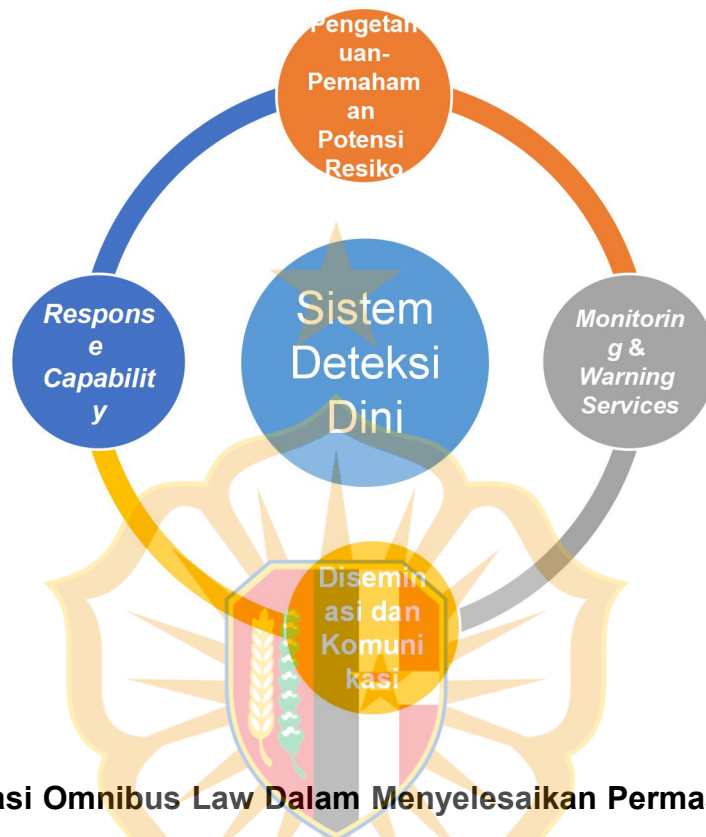 Pengetah
uan-
Pemaham
an
Potensi
Resiko
Respons
e
Capabilit
y
Sistem
Deteksi
Dini
Monitorin
g &
Warning
Services
Disemin
asi dan
Komuni
kasi
asi Omnibus Law Dalam Menyelesaikan Perma